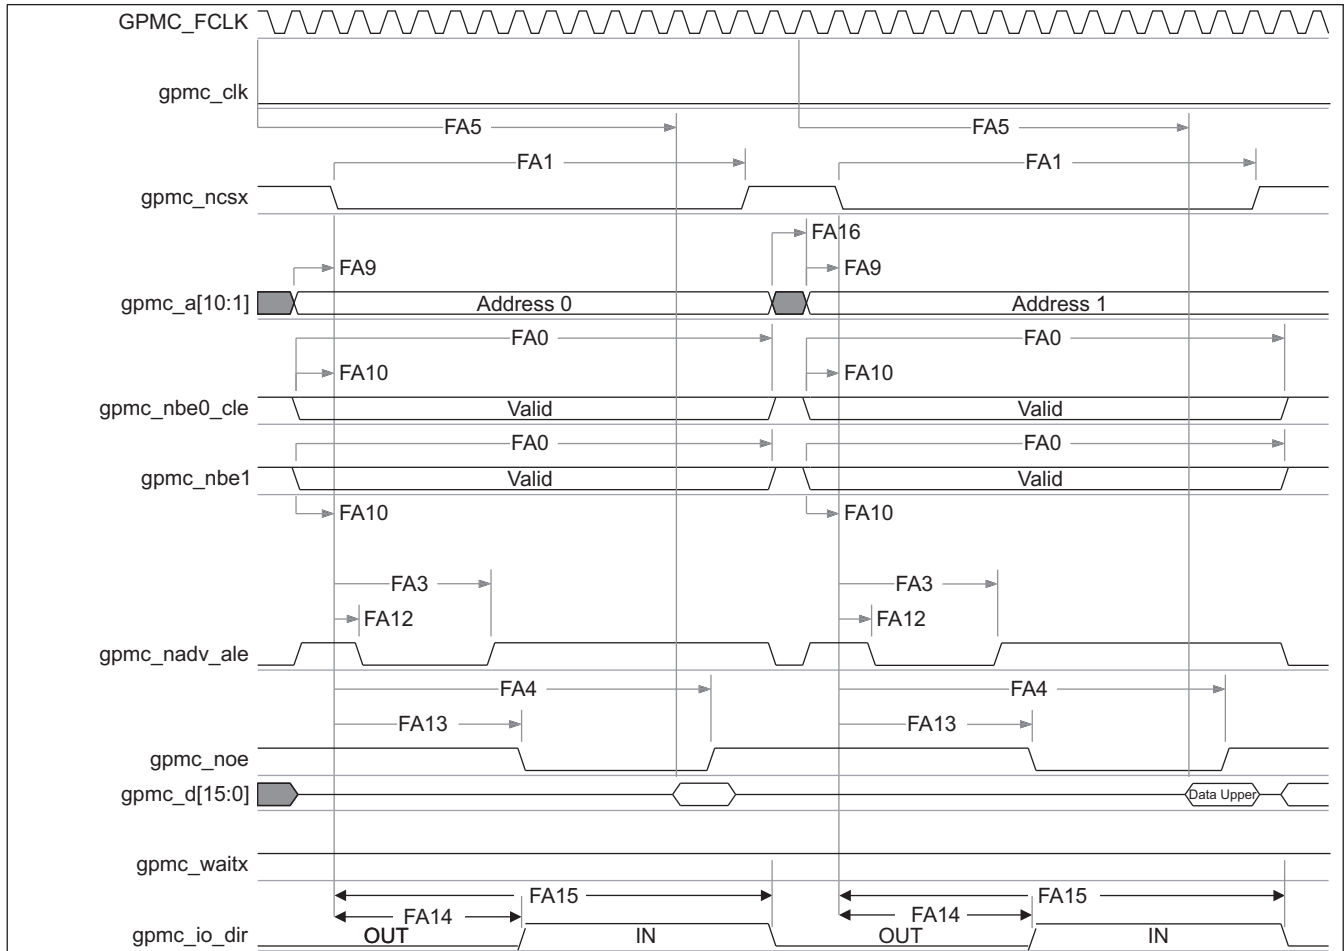 GPMC_FCLK
gpmc_clk
FA5 FA5
FA1 FA1
gpmc_ncsx
FA16
FA9 FA9
gpmc_a[10:1] Address 0 Address 1
FA0 FA0
FA10 FA10
gpmc_nbe0_cle Valid Valid
FA0 FA0
gpmc_nbe1 Valid Valid
FA10 FA10
FA3 FA3
FA12 FA12
gpmc_nadv_ale
FA4 FA4
FA13 FA13
gpmc_noe
gpmc_d[15:0] Data Upper
gpmc_waitx
FA15 FA15
FA14 FA14
gpmc_io_dir OUT IN OUT IN